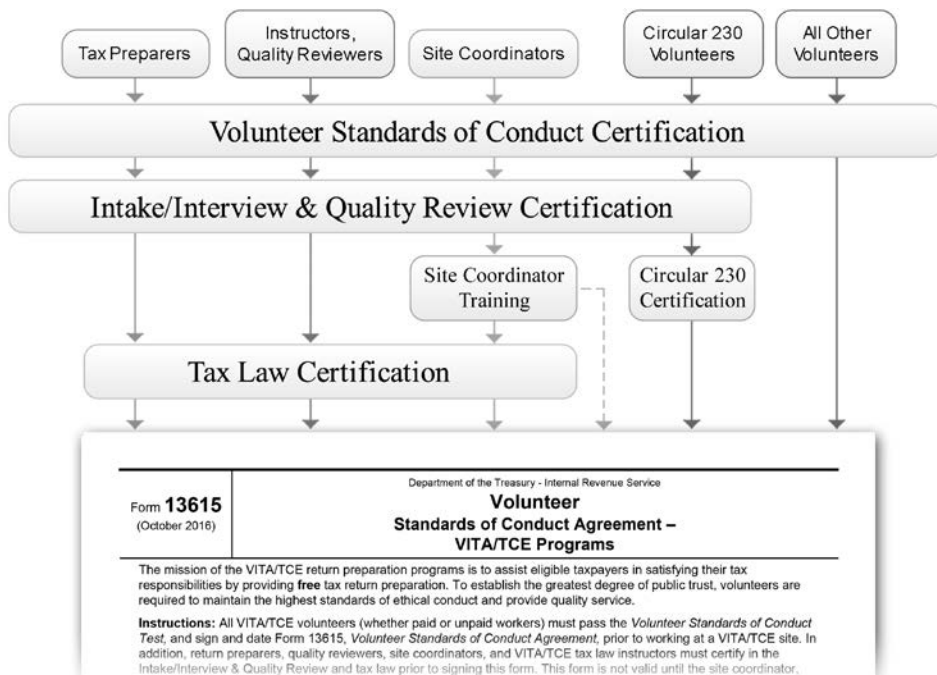 Tax Preparers
Instructors,
Quality Reviewers
Site Coordinators
Circular 230
Volunteers
All Other
Volunteers
Volunteer Standards of Conduct Certification
Intake/Interview & Quality Review Certification
Site Coordinator
Training
Circular 230
Certification
Tax Law Certification
Form 13615
(October 2016)
Department of the Treasury - Internal Revenue Service
Volunteer
Standards of Conduct Agreement –
VITA/TCE Programs
The mission of the VITA/TCE return preparation programs is to assist eligible taxpayers in satisfying their tax
responsibilities by providing free tax return preparation. To establish the greatest degree of public trust, volunteers are
required to maintain the highest standards of ethical conduct and provide quality service.
Instructions: All VITA/TCE volunteers (whether paid or unpaid workers) must pass the Volunteer Standards of Conduct
Test, and sign and date Form 13615, Volunteer Standards of Conduct Agreement, prior to working at a VITA/TCE site. In
addition, return preparers, quality reviewers, site coordinators, and VITA/TCE tax law instructors must certify in the
Intake/Interview & Quality Review and tax law prior to signing this form. This form is not valid until the site coordinator,